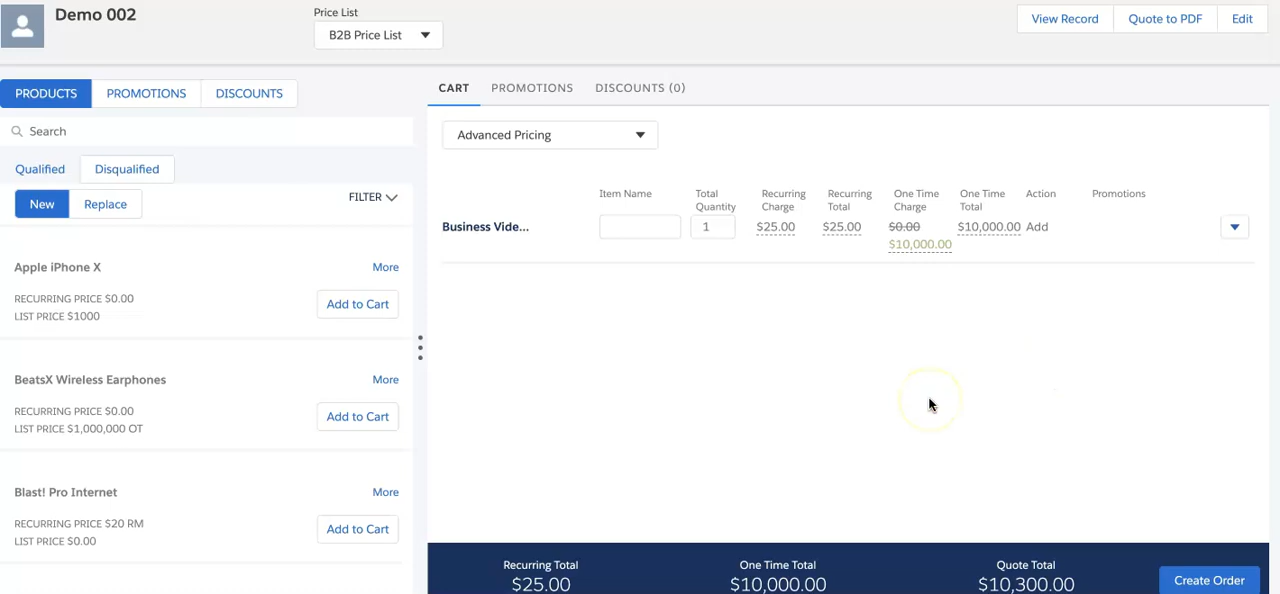 Demo 002
Price List
B2B Price List
View Record
Quote to PDF
Edit
PRODUCTS
PROMOTIONS
DISCOUNTS
Search
Qualified
Disqualified
New
Replace
FILTER
Apple iPhone X
More
RECURRING PRICE $0.00
LIST PRICE $1000
Add to Cart
BeatsX Wireless Earphones
More
RECURRING PRICE $0.00
LIST PRICE $1,000,000 OT
Add to Cart
Blast! Pro Internet
More
RECURRING PRICE $20 RM
LIST PRICE $0.00
Add to Cart
CART
PROMOTIONS
DISCOUNTS (0)
Advanced Pricing
Item Name
Total
Quantity
Recurring
Charge
Recurring
Total
One Time
Charge
One Time
Total
Action
Promotions
Business Vide...
1
$25.00
$25.00
$0.00
$10,000.00
$10,000.00
Add
Recurring Total
$25.00
One Time Total
$10,000.00
Quote Total
$10,300.00
Create Order